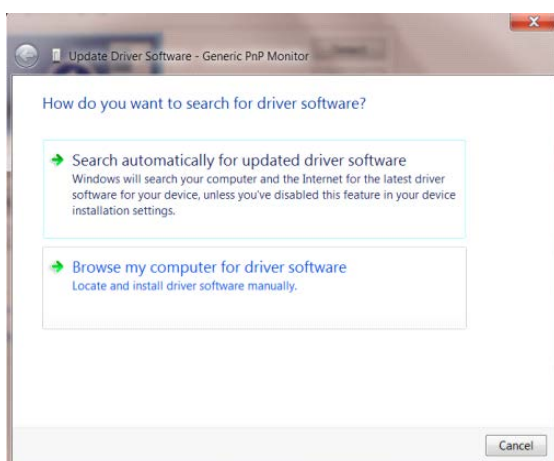 Update Driver Software - Generic PnP Monitor
How do you want to search for driver software?
Search automatically for updated driver software
Windows will search your computer and the Internet for the latest driver
software for your device, unless you've disabled this feature in your device
installation settings.
Browse my computer for driver software
Locate and install driver software manually.
Cancel